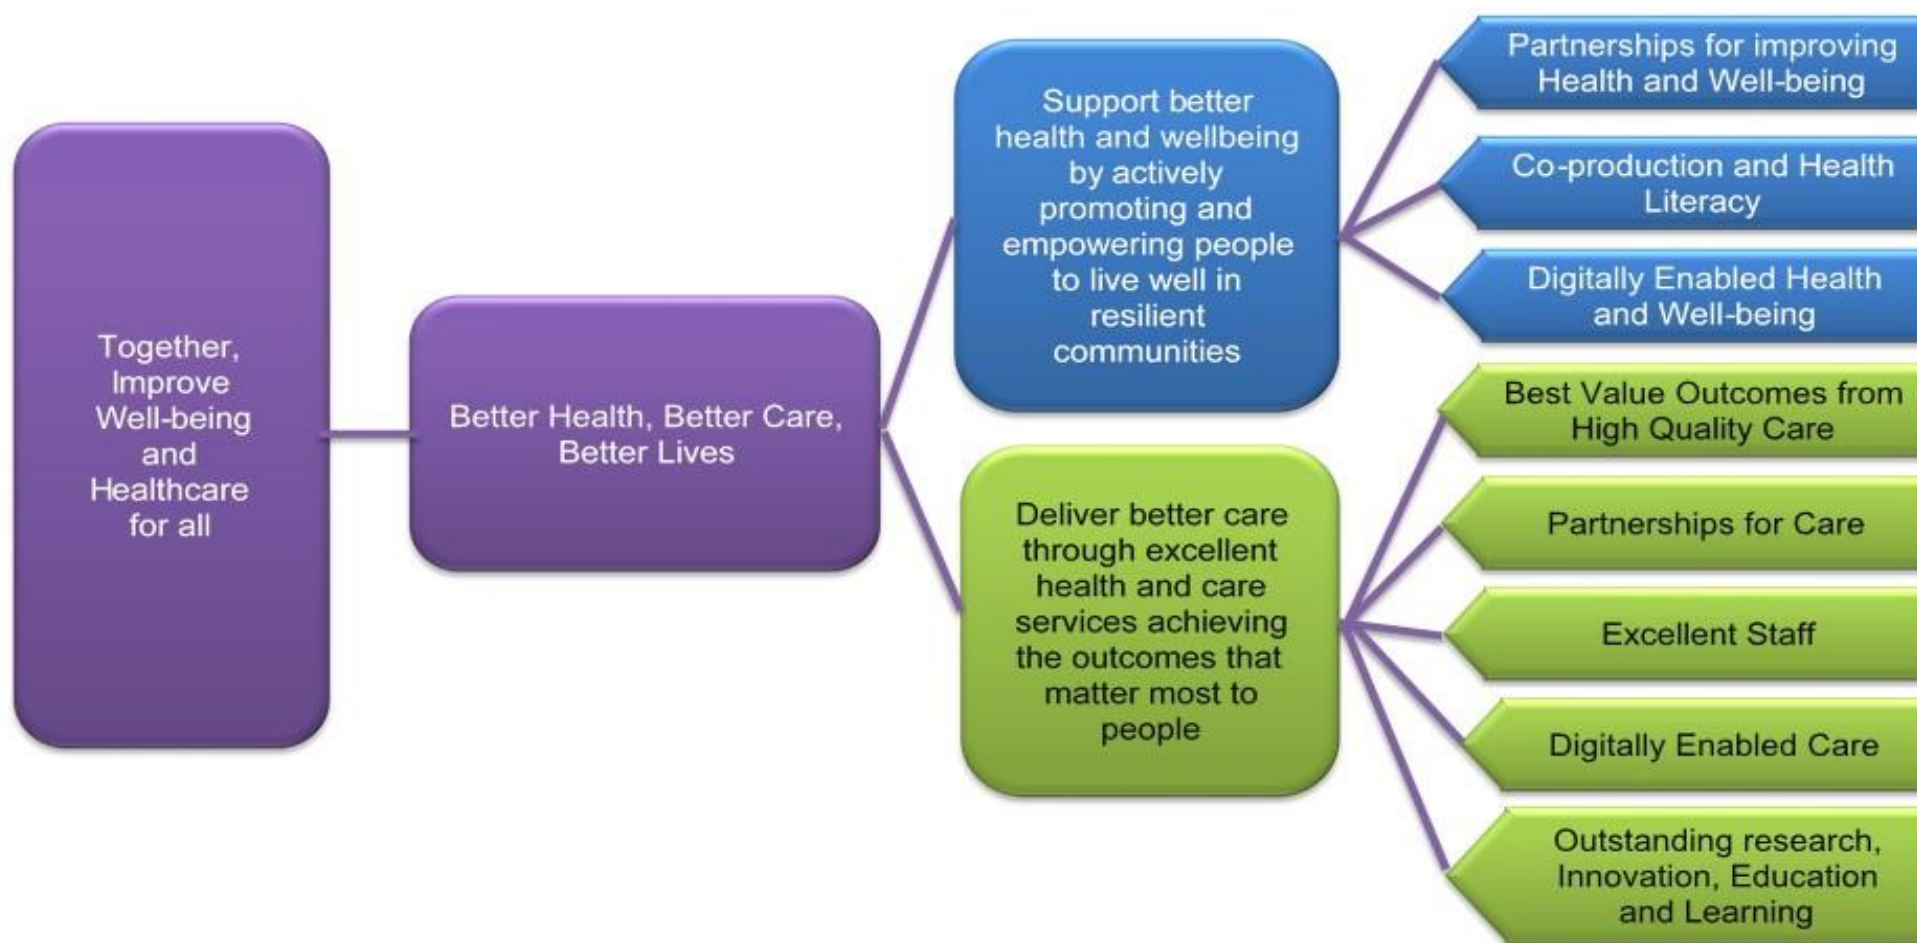 Together,
Improve
Well-being
and
Healthcare
for all
Better Health, Better Care,
Better Lives
Support better
health and wellbeing
by actively
promoting and
empowering people
to live well in
resilient
communities
Deliver better care
through excellent
health and care
services achieving
the outcomes that
matter most to
people
Partnerships for improving
Health and Well-being
Co-production and Health
Literacy
Digitally Enabled Health
and Well-being
Best Value Outcomes from
High Quality Care
Partnerships for Care
Excellent Staff
Digitally Enabled Care
Outstanding research,
Innovation, Education
and Learning